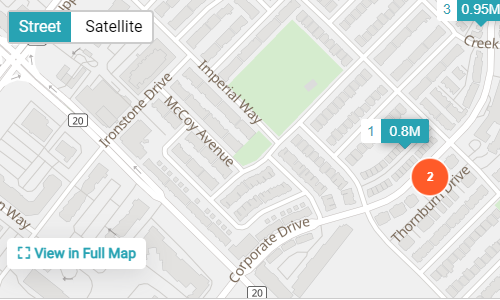 3 0.95M
Street Satellite
Creek
Imperial Way
Ironstone Drive
McCoy Avenue
20
1 0.8M
2
Thornburn Drive
Way
Corporate Drive
View in Full Map
20